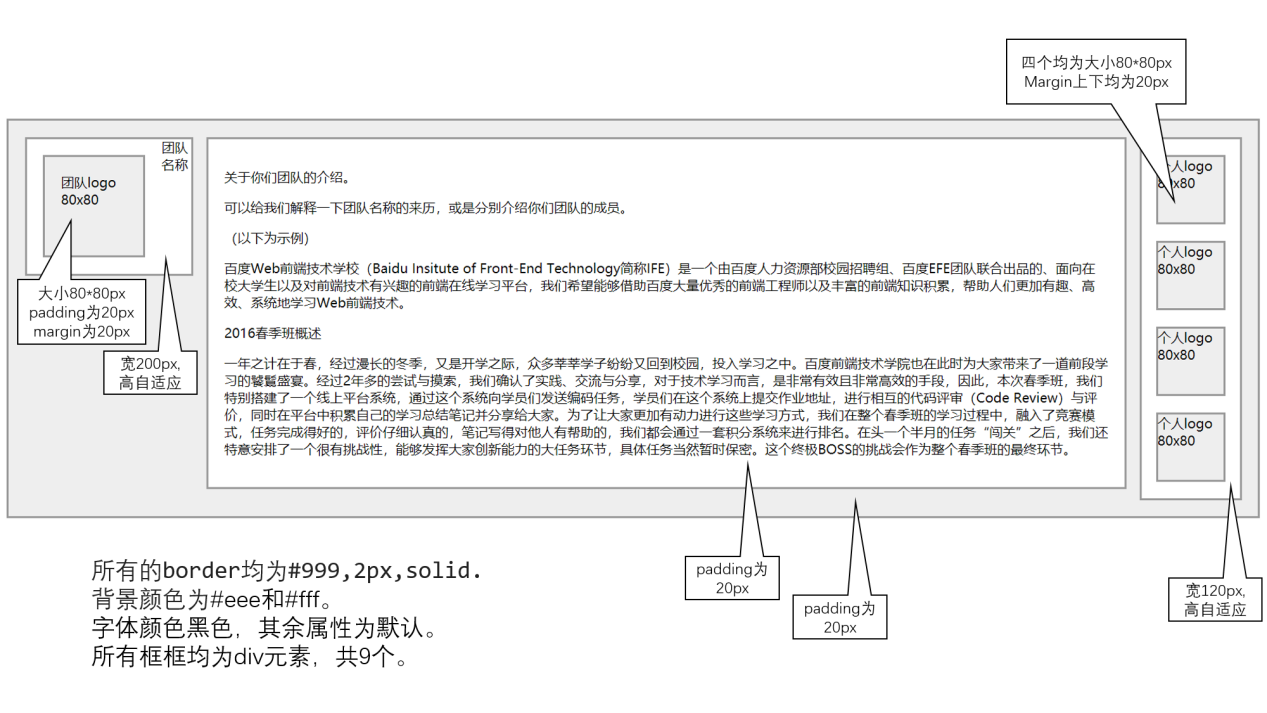 四个均为大小80*80px
Margin上下均为20px
团队
名称
团队logo
80x80
大小80*80px
padding为20px
margin为20px
宽200px,
高自适应
关于你们团队的介绍。
可以给我们解释一下团队名称的来历，或是分别介绍你们团队的成员。
（以下为示例）
百度Web前端技术学校（Baidu Insitute of Front-End Technology简称IFE）是一个由百度人力资源部校园招聘组、百度EFE团队联合出品的、面向在
校大学生以及对前端技术有兴趣的前端在线学习平台，我们希望能够借助百度大量优秀的前端工程师以及丰富的前端知识积累，帮助人们更加有趣、高
效、系统地学习Web前端技术。
2016春季班概述
一年之计在于春，经过漫长的冬季，又是开学之际，众多莘莘学子纷纷又回到校园，投入学习之中。百度前端技术学院也在此时为大家带来了一道前段学
习的饕鬄盛宴。经过2年多的尝试与摸索，我们确认了实践、交流与分享，对于技术学习而言，是非常有效且非常高效的手段，因此，本次春季班，我们
特别搭建了一个线上平台系统，通过这个系统向学员们发送编码任务，学员们在这个系统上提交作业地址，进行相互的代码评审（Code Review）与评
价，同时在平台中积累自己的学习总结笔记并分享给大家。为了让大家更加有动力进行这些学习方式，我们在整个春季班的学习过程中，融入了竞赛模
式，任务完成得好的，评价仔细认真的，笔记写得对他人有帮助的，我们都会通过一套积分系统来进行排名。在头一个半月的任务“闯关”之后，我们还
特意安排了一个很有挑战性，能够发挥大家创新能力的大任务环节，具体任务当然暂时保密。这个终极BOSS的挑战会作为整个春季班的最终环节。
个人logo
80x80
个人logo
80x80
个人logo
80x80
个人logo
80x80
padding为
20px
padding为
20px
宽120px,
高自适应
所有的border均为#999,2px,solid.
背景颜色为#eee和#fff。
字体颜色黑色，其余属性为默认。
所有框框均为div元素，共9个。